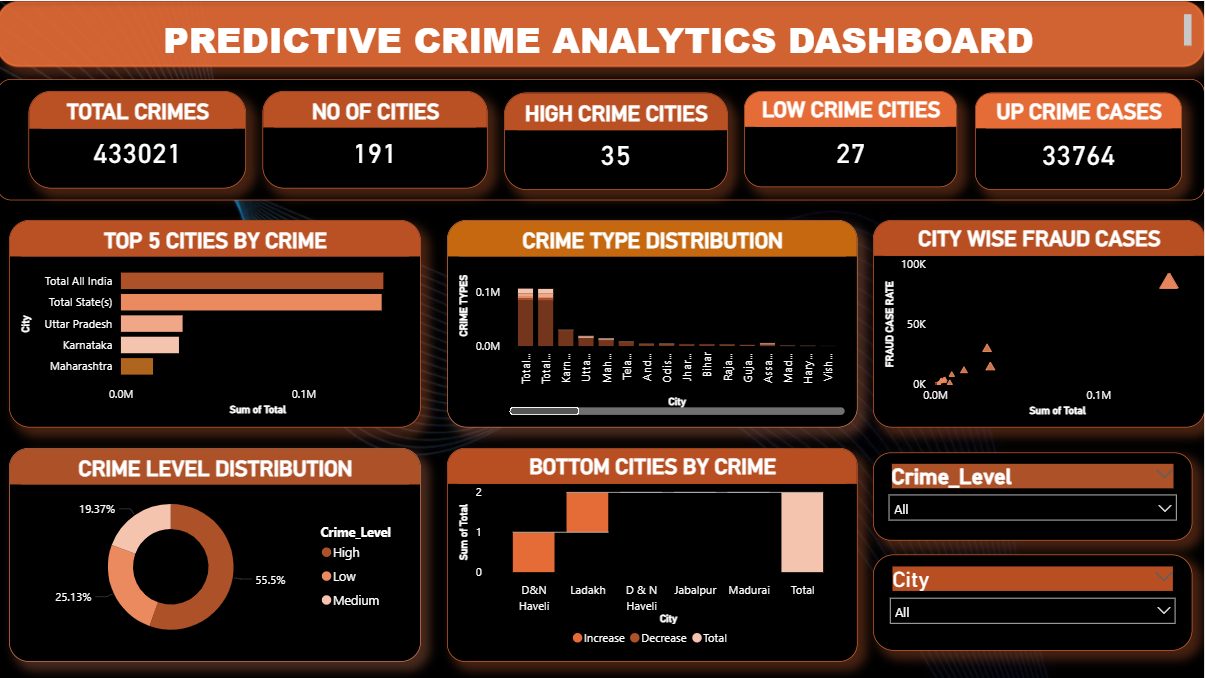 PREDICTIVE CRIME ANALYTICS DASHBOARD
TOTAL CRIMES
433021
NO OF CITIES
191
HIGH CRIME CITIES
35
LOW CRIME CITIES
27
UP CRIME CASES
33764
TOP 5 CITIES BY CRIME
City
Total All India
Total State(s)
Uttar Pradesh
Karnataka
Maharashtra
0.0M
0.1M
Sum of Total
CRIME TYPE DISTRIBUTION
CRIME TYPES
0.1M
0.0M
Total...
Total...
Karn...
Utta...
Mah...
Tela...
And...
Odis...
Jhar...
Bihar
Raja...
Guja...
Assa...
Mad...
Hary...
Vish...
City
CITY WISE FRAUD CASES
FRAUD CASE RATE
100K
50K
0K
0.0M
0.1M
Sum of Total
CRIME LEVEL DISTRIBUTION
19.37%
25.13%
55.5%
Crime_Level
High
Low
Medium
BOTTOM CITIES BY CRIME
Sum of Total
2
1
0
D&N
Haveli
Ladakh
D & N
Haveli
Jabalpur
Madurai
Total
City
Increase
Decrease
Total
Crime_Level
All
City
All